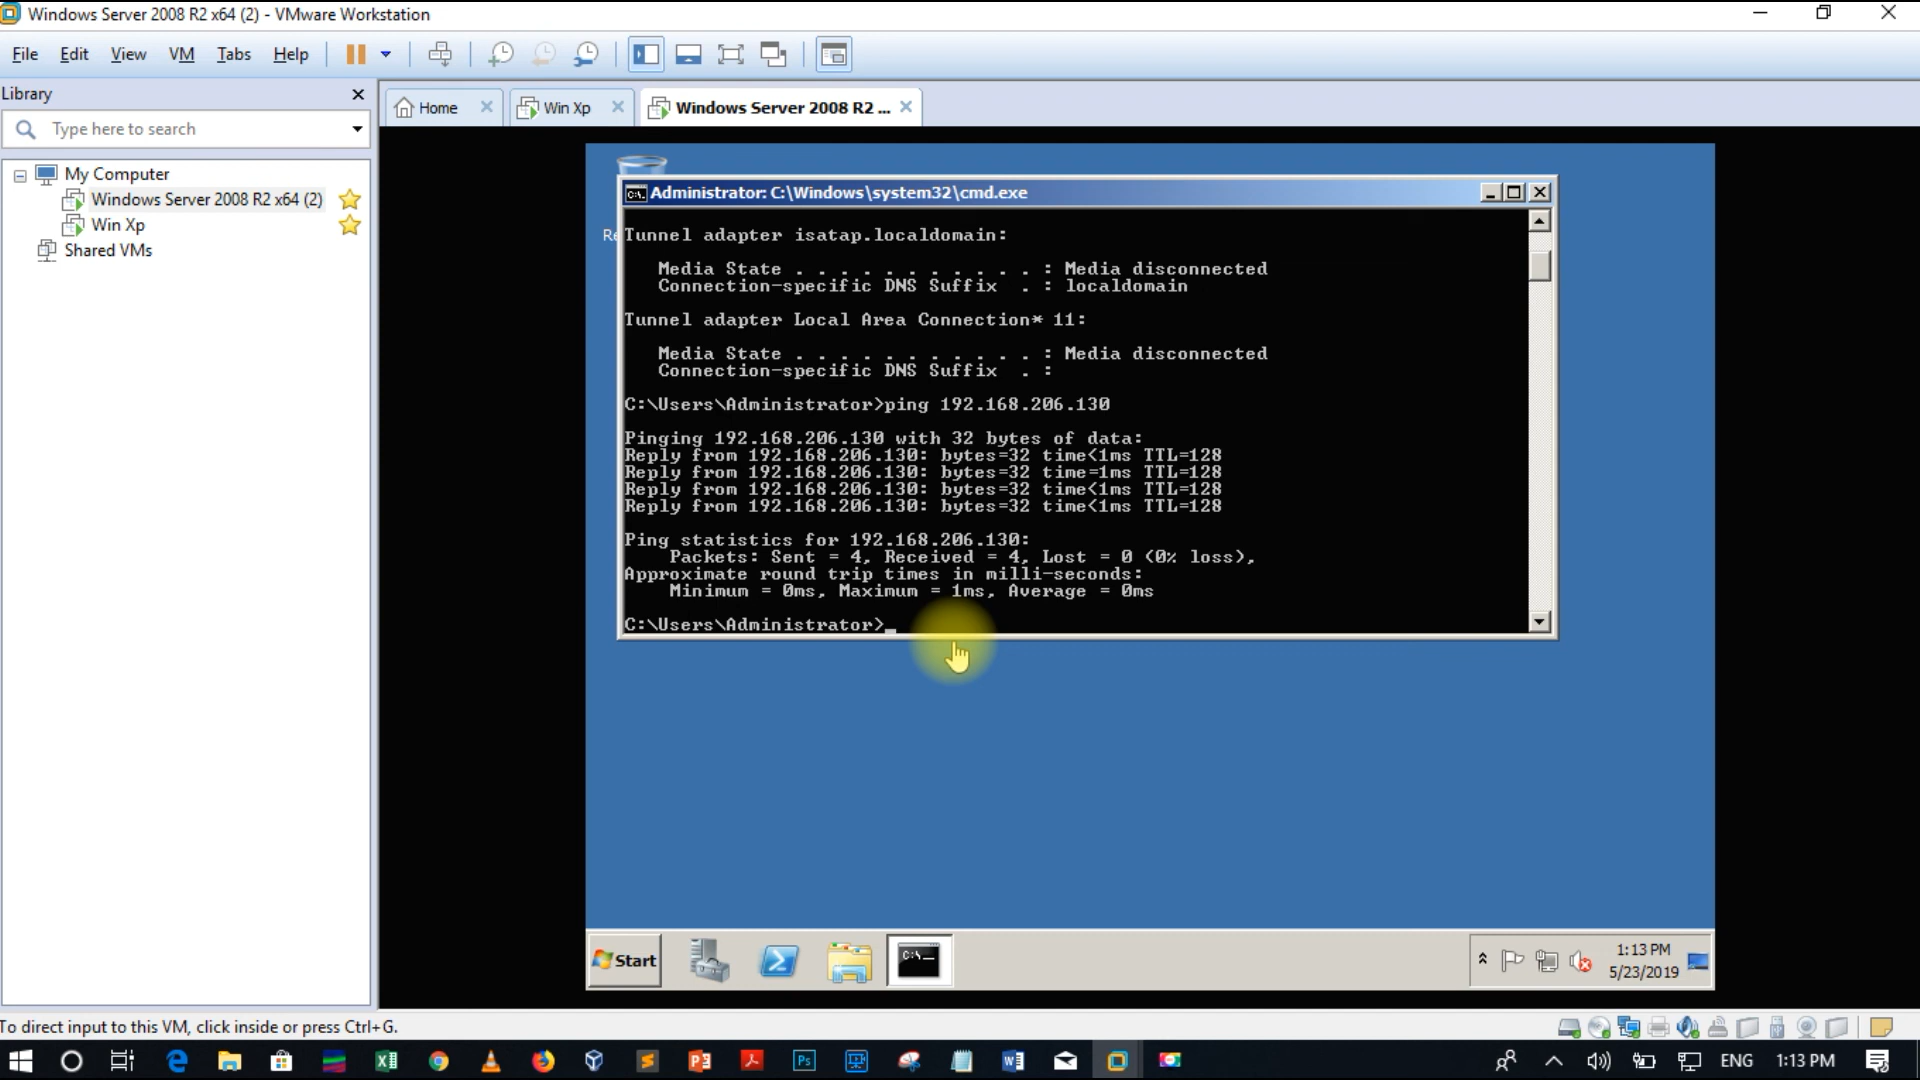 Windows Server 2008 R2 x64 (2) - VMware Workstation
File Edit View VM Tabs Help
Library
Type here to search
Home
Win Xp
Windows Server 2008 R2 ...
My Computer
Windows Server 2008 R2 x64 (2)
Win Xp
Shared VMs
Re
Administrator: C:\Windows\system32\cmd.exe
Tunnel adapter isatap.localdomain:
Media State . . . . . . . . . . . : Media disconnected
Connection-specific DNS Suffix . : localdomain
Tunnel adapter Local Area Connection* 11:
Media State . . . . . . . . . . . : Media disconnected
Connection-specific DNS Suffix . :
C:\Users\Administrator>ping 192.168.206.130
Pinging 192.168.206.130 with 32 bytes of data:
Reply from 192.168.206.130: bytes=32 time<1ms TTL=128
Reply from 192.168.206.130: bytes=32 time=1ms TTL=128
Reply from 192.168.206.130: bytes=32 time<1ms TTL=128
Reply from 192.168.206.130: bytes=32 time<1ms TTL=128
Ping statistics for 192.168.206.130:
Packets: Sent = 4, Received = 4, Lost = 0 (0% loss),
Approximate round trip times in milli-seconds:
Minimum = 0ms, Maximum = 1ms, Average = 0ms
C:\Users\Administrator>_
Start
1:13 PM
5/23/2019
To direct input to this VM, click inside or press Ctrl+G.
ENG 1:13 PM